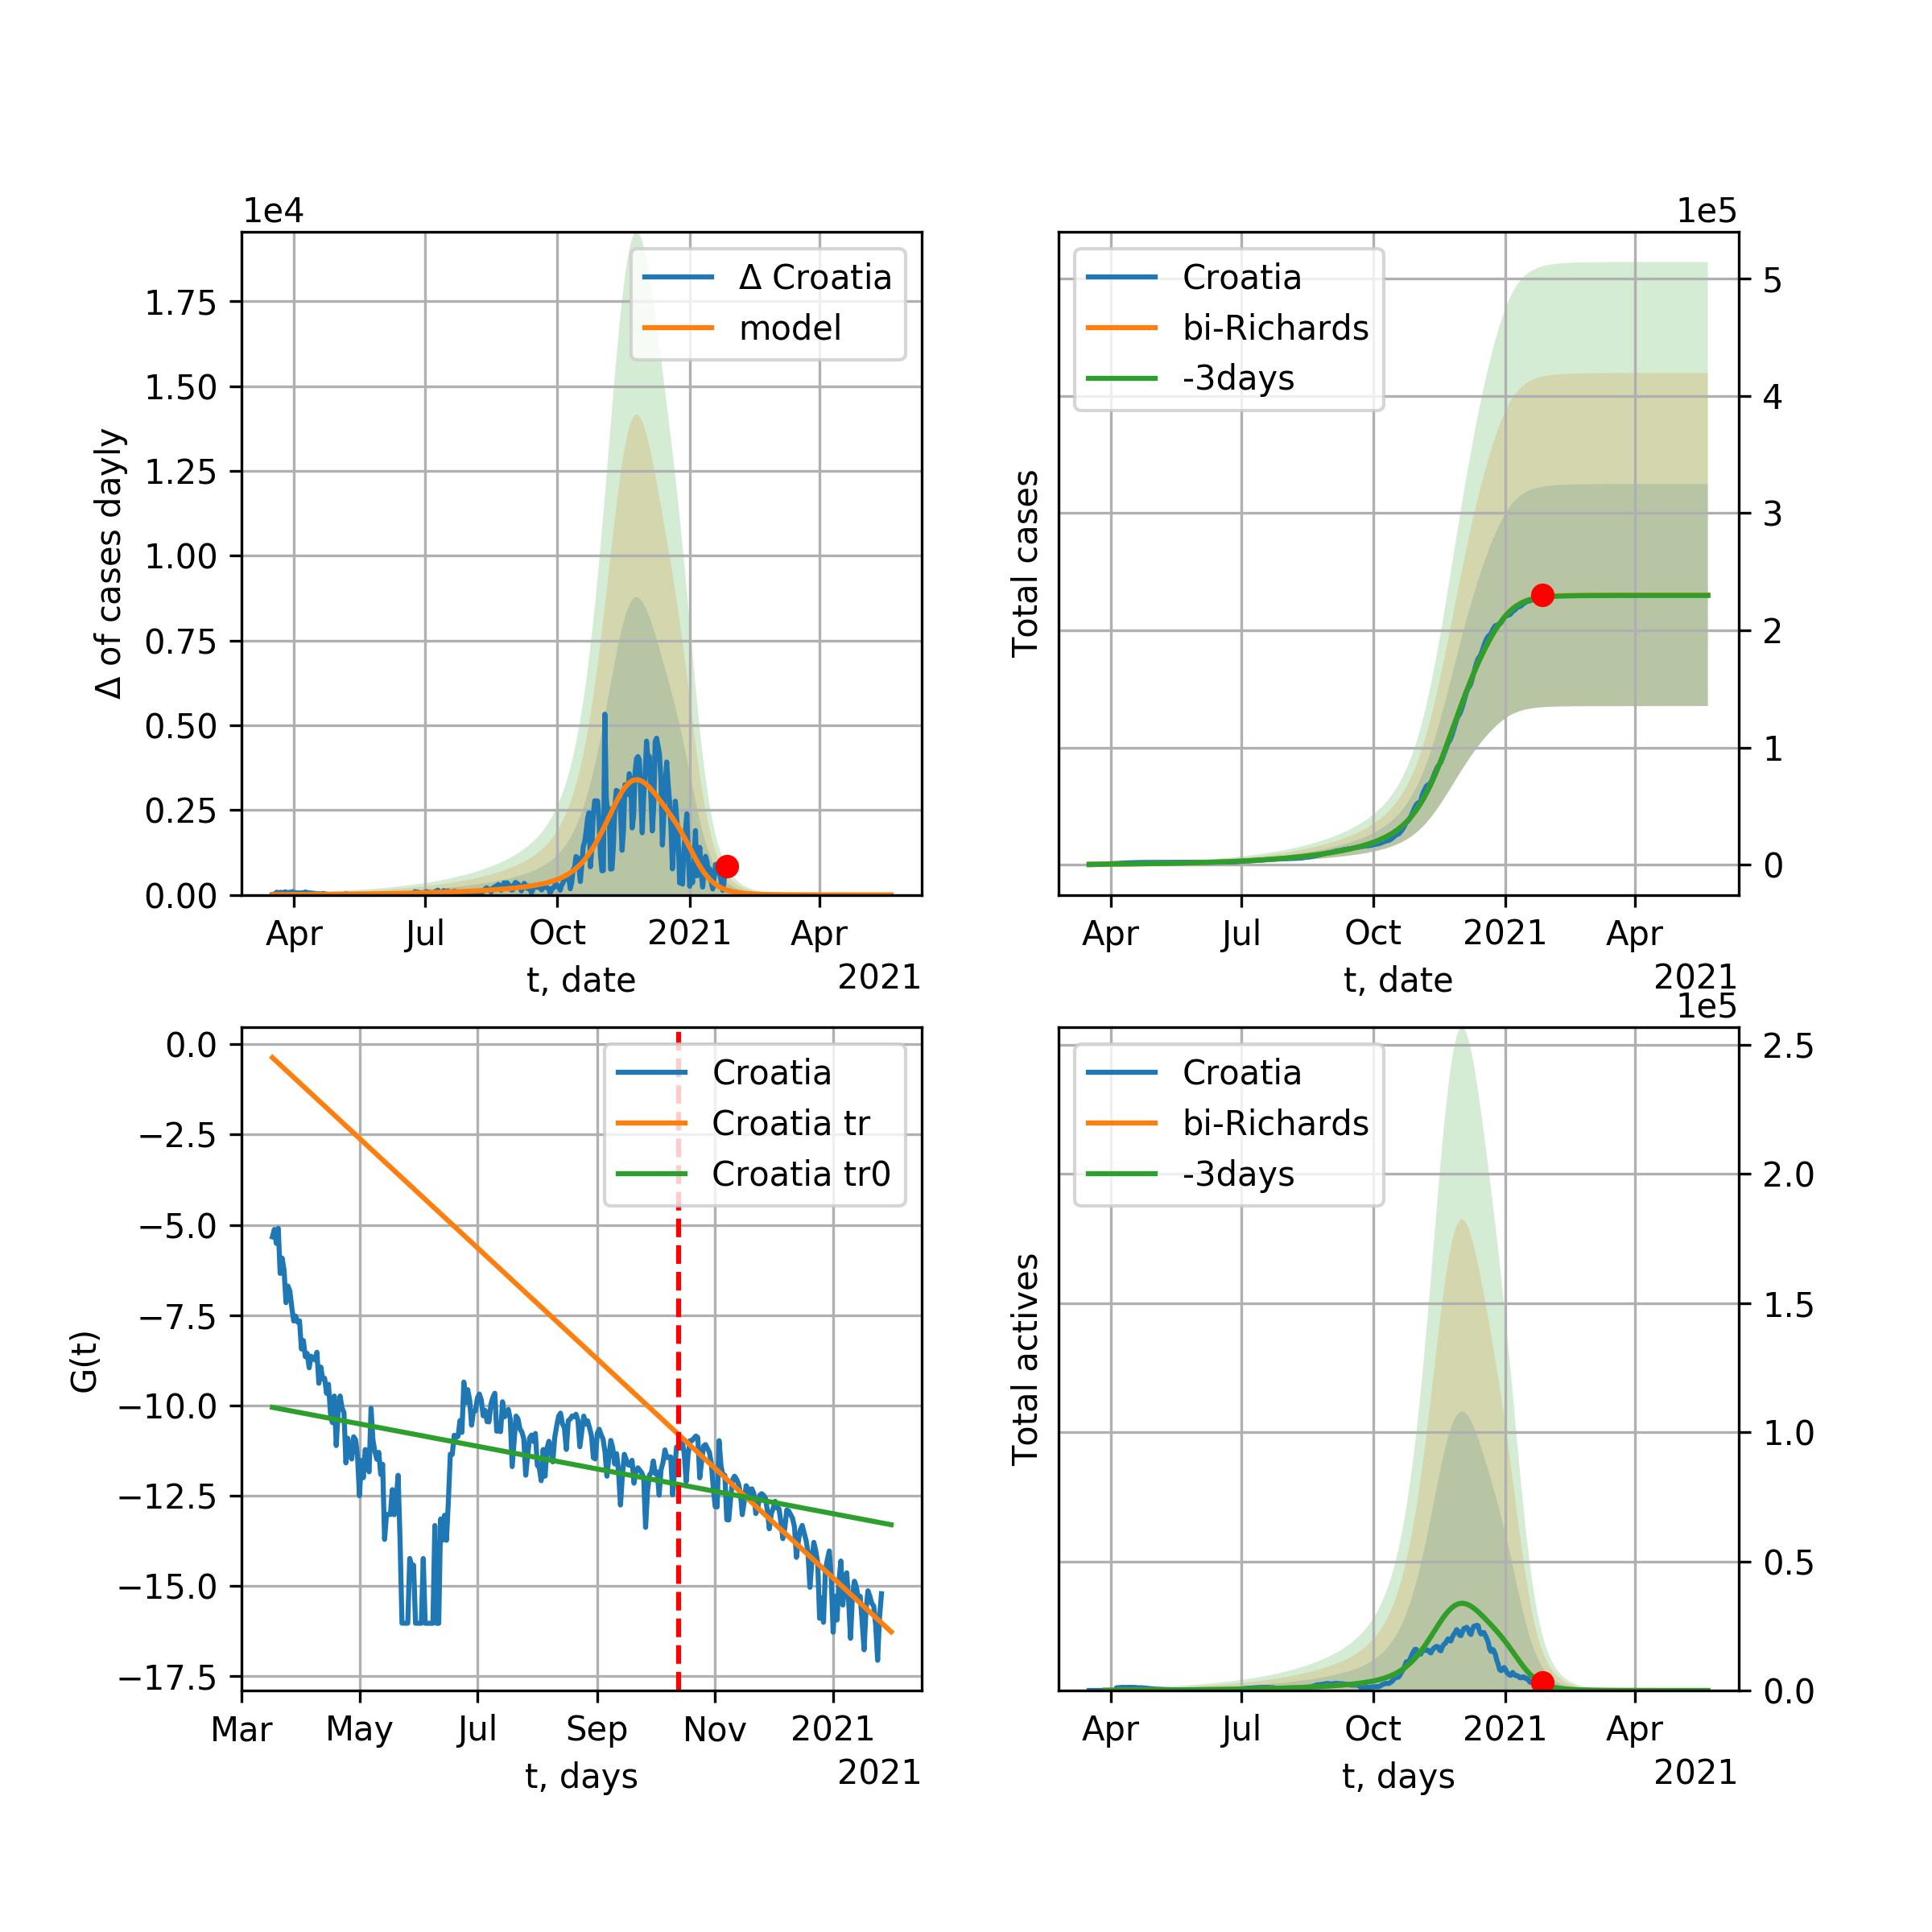 1e4
Δ of cases dayly
1.75
1.50
1.25
1.00
0.75
0.50
0.25
0.00
Δ Croatia
model
Apr Jul Oct 2021 Apr
t, date
2021
1e5
Total cases
Croatia
bi-Richards
-3days
5
4
3
2
1
0
Apr Jul Oct 2021 Apr
t, date
2021
G(t)
0.0
−2.5
−5.0
−7.5
−10.0
−12.5
−15.0
−17.5
Croatia
Croatia tr
Croatia tr0
Mar May Jul Sep Nov 2021
t, days
2021
1e5
Total actives
Croatia
bi-Richards
-3days
2.5
2.0
1.5
1.0
0.5
0.0
Apr Jul Oct 2021 Apr
t, days
2021